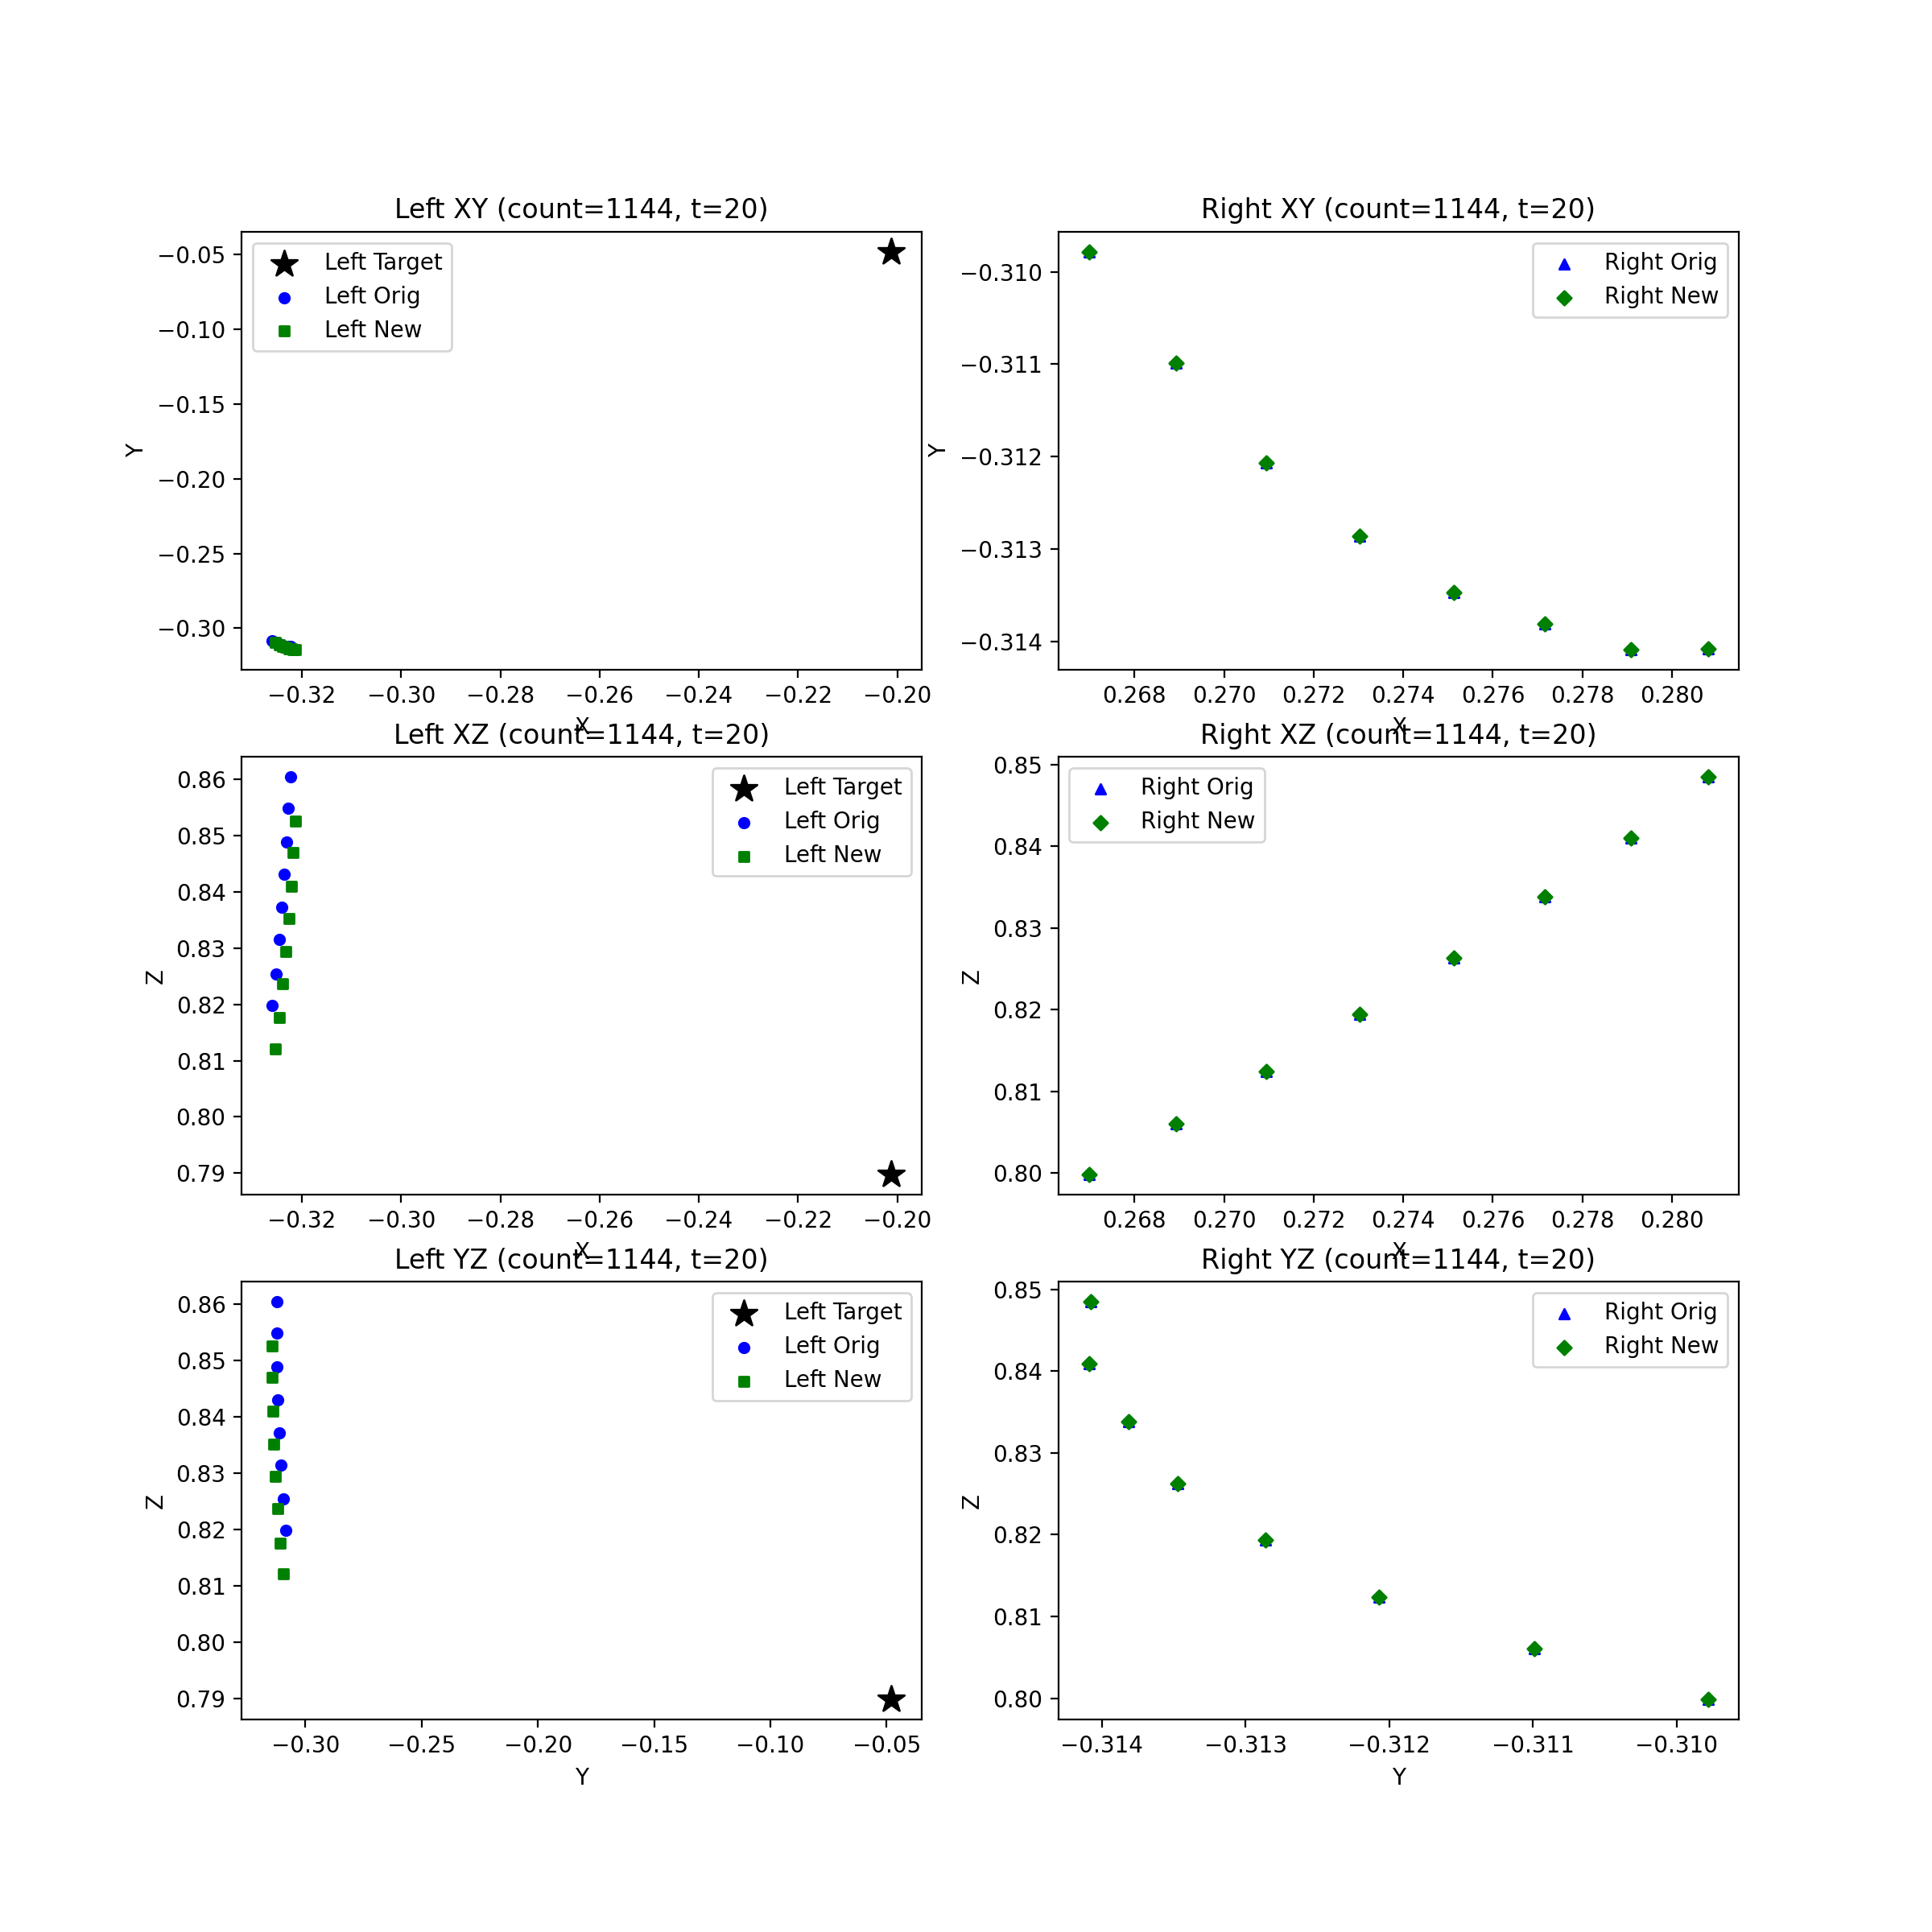 Left XY (count=1144, t=20)
Left Target
Left Orig
Left New
−0.05
−0.10
−0.15
−0.20
−0.25
−0.30
Y
−0.32 −0.30 −0.28 −0.26 −0.24 −0.22 −0.20
X
Right XY (count=1144, t=20)
Right Orig
Right New
−0.310
−0.311
−0.312
−0.313
−0.314
Y
0.268 0.270 0.272 0.274 0.276 0.278 0.280
X
Left XZ (count=1144, t=20)
Left Target
Left Orig
Left New
0.86
0.85
0.84
0.83
0.82
0.81
0.80
0.79
Z
−0.32 −0.30 −0.28 −0.26 −0.24 −0.22 −0.20
X
Right XZ (count=1144, t=20)
Right Orig
Right New
0.85
0.84
0.83
0.82
0.81
0.80
Z
0.268 0.270 0.272 0.274 0.276 0.278 0.280
X
Left YZ (count=1144, t=20)
Left Target
Left Orig
Left New
0.86
0.85
0.84
0.83
0.82
0.81
0.80
0.79
Z
−0.30 −0.25 −0.20 −0.15 −0.10 −0.05
Y
Right YZ (count=1144, t=20)
Right Orig
Right New
0.85
0.84
0.83
0.82
0.81
0.80
Z
−0.314 −0.313 −0.312 −0.311 −0.310
Y